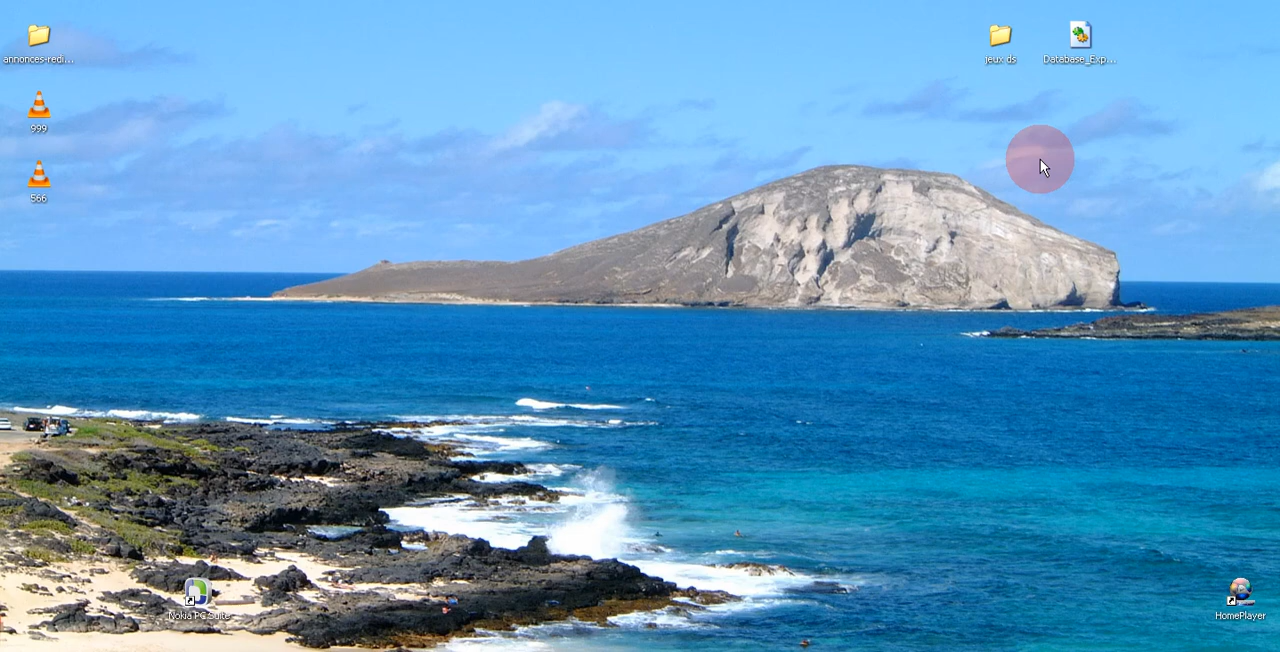 annonces-redi...
jeux ds
Database_Exp...
999
566
Nokia PC Suite
HomePlayer